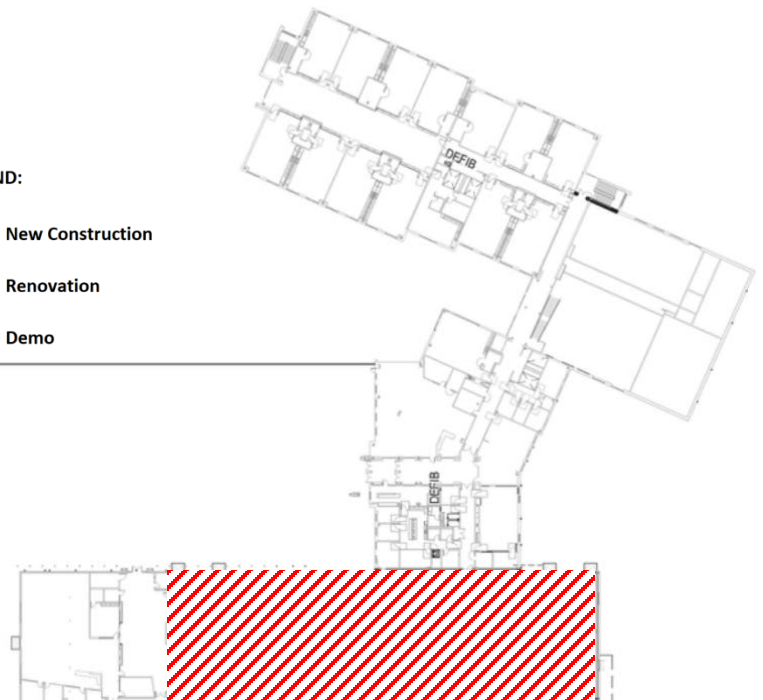 ND:
New Construction
Renovation
Demo
DEFIB
DEFIB